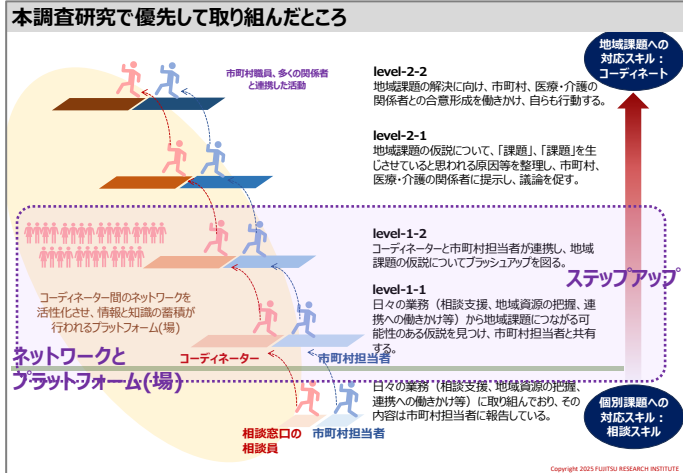 本調査研究で優先して取り組んだところ
地域課題への
対応スキル：
コーディネート
市町村職員、多くの関係者
と連携した活動
level-2-2
地域課題の解決に向け、市町村、医療・介護の
関係者との合意形成を働きかけ、自らも行動する。
level-2-1
地域課題の仮説について、「課題」、「課題」を生
じさせていると思われる原因等を整理し、市町村、
医療・介護の関係者に提示し、議論を促す。
level-1-2
コーディネーターと市町村担当者が連携し、地域
課題の仮説についてブラッシュアップを図る。
ステップアップ
level-1-1
日々の業務（相談支援、地域資源の把握、連
携への働きかけ等）から地域課題につながる可
能性のある仮説を見つけ、市町村担当者と共有
する。
コーディネーター間のネットワークを
活性化させ、情報と知識の蓄積が
行われるプラットフォーム(場)
コーディネーター
市町村担当者
ネットワークと
プラットフォーム(場)
日々の業務（相談支援、地域資源の把握、
連携への働きかけ等）に取り組んでおり、その
内容は市町村担当者に報告している。
個別課題への
対応スキル：
相談スキル
相談窓口の
相談員
市町村担当者
Copyright 2025 FUJITSU RESEARCH INSTITUTE